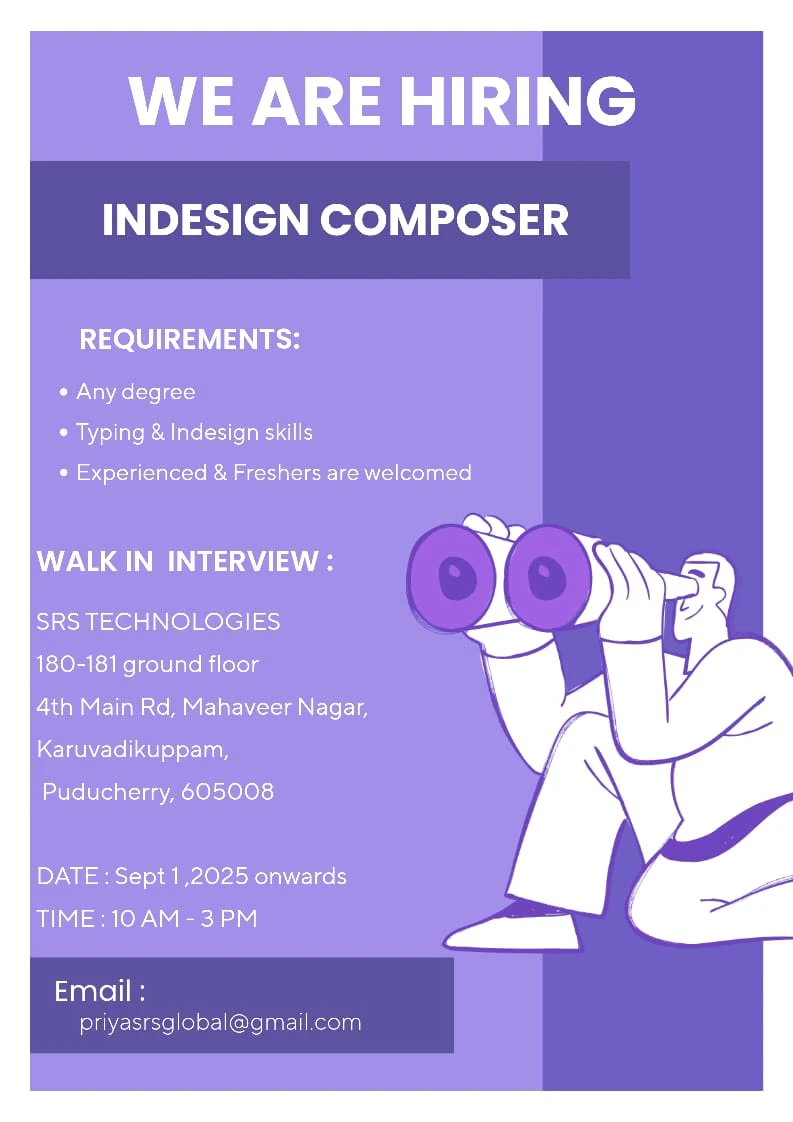 WE ARE HIRING
INDESIGN COMPOSER
REQUIREMENTS:
• Any degree
• Typing & Indesign skills
• Experienced & Freshers are welcomed
WALK IN  INTERVIEW :
SRS TECHNOLOGIES
180-181 ground floor
4th Main Rd, Mahaveer Nagar,
Karuvadikuppam,
Puducherry, 605008
DATE : Sept 1 ,2025 onwards
TIME : 10 AM - 3 PM
Email :
priyasrsglobal@gmail.com